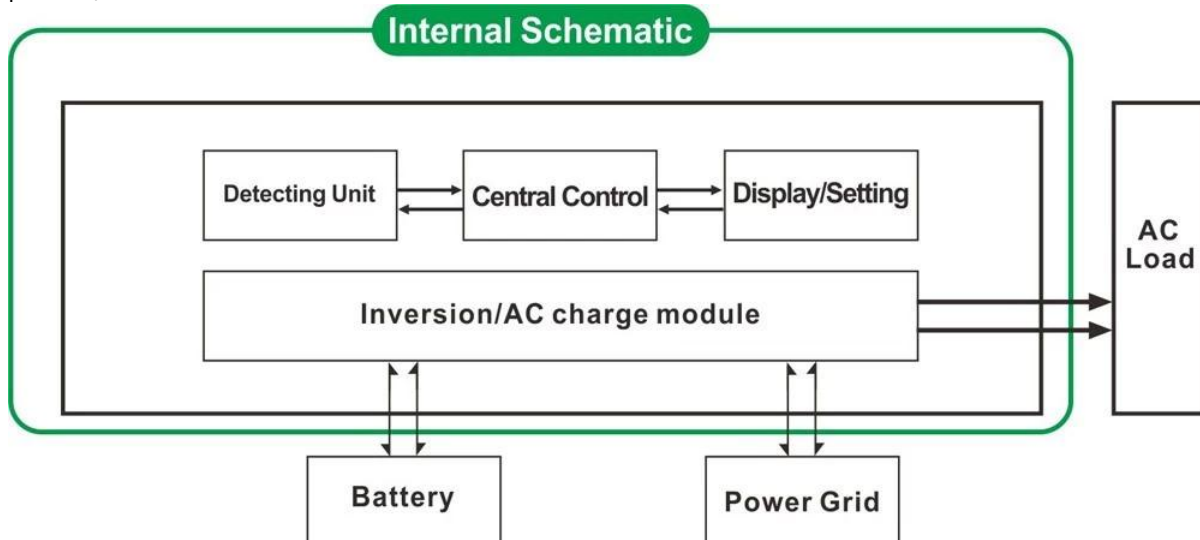 Internal Schematic
Detecting Unit
Central Control
Display/Setting
AC
Load
Inversion/AC charge module
Battery
Power Grid